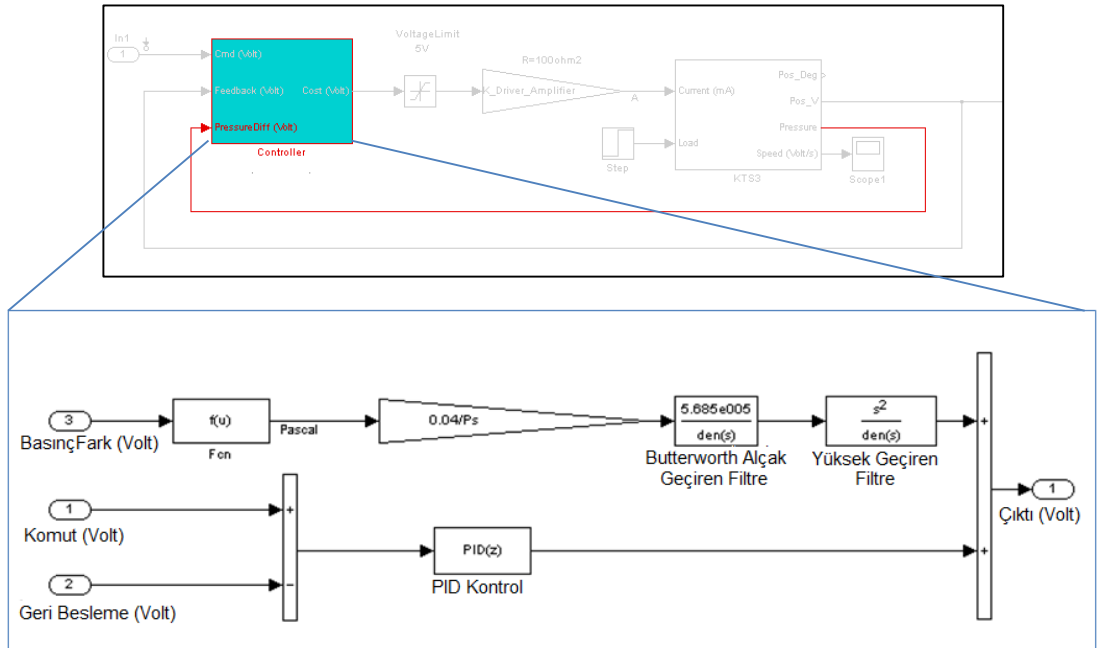 In1
1
Cmd (Volt)
Feedback (Volt)
Cost (Volt)
PressureDiff (Volt)
Controller
VoltageLimit
5V
R=100ohm2
K_Driver_Amplifier
A
Step
Current (mA)
Load
Pos_Deg
Pos_V
Pressure
Speed (Volt/s)
KTS3
Scope1
3
BasınçFark (Volt)
f(u)
Fcn
Pascal
0.04/Ps
5.685e005
den(s)
Butterworth Alçak
Geçiren Filtre
s²
den(s)
Yüksek Geçiren
Filtre
+
1
Çıktı (Volt)
1
Komut (Volt)
+
2
Geri Besleme (Volt)
−
PID(z)
PID Kontrol
+